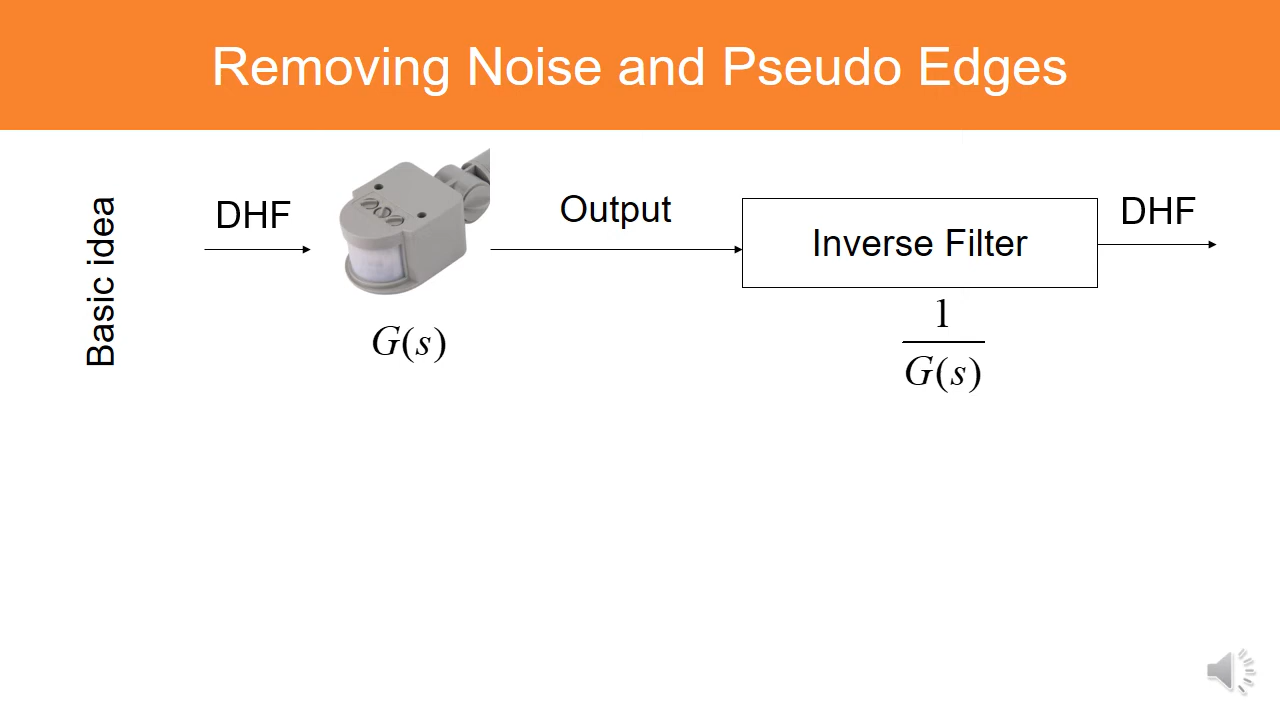 Removing Noise and Pseudo Edges
Basic idea
DHF
Output
Inverse Filter
DHF
G(s)
1
G(s)